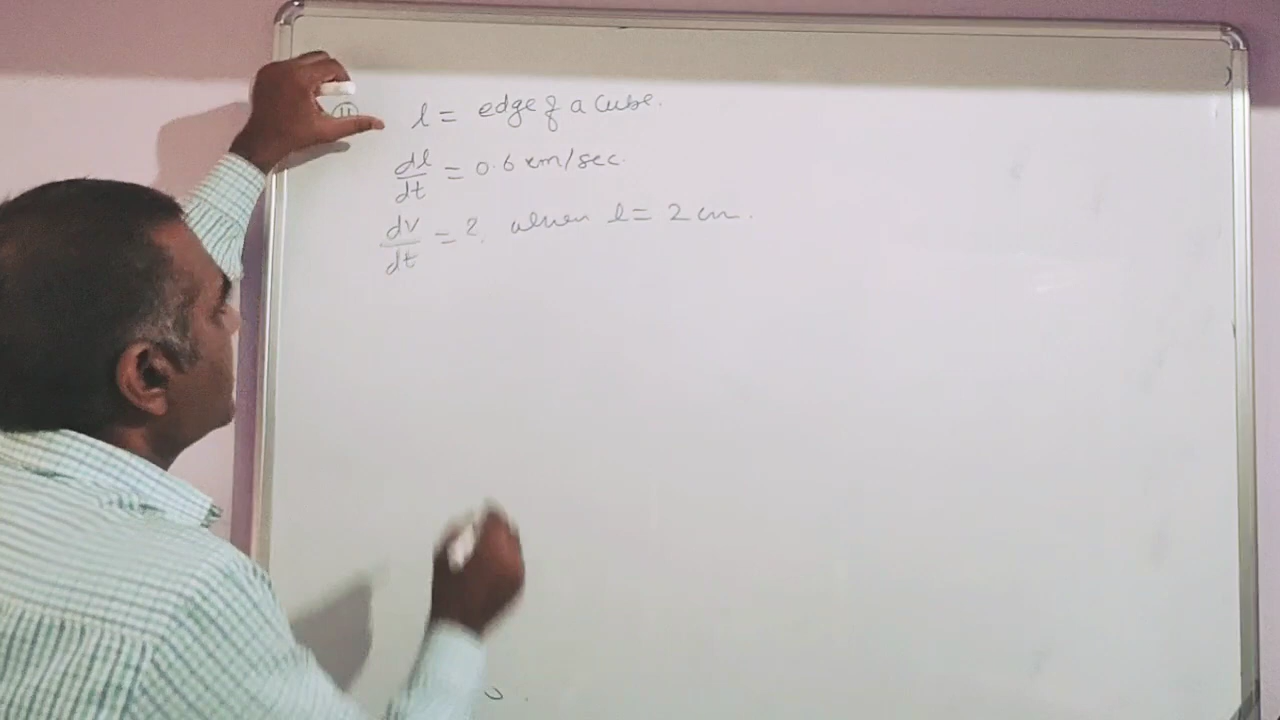 11 l = edge of a cube.
dl/dt = 0.6 cm/sec.
dv/dt = ?. when l = 2 cm.